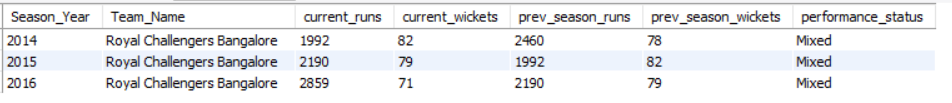 Season_Year Team_Name current_runs current_wickets prev_season_runs prev_season_wickets performance_status
2014 Royal Challengers Bangalore 1992 82 2460 78 Mixed
2015 Royal Challengers Bangalore 2190 79 1992 82 Mixed
2016 Royal Challengers Bangalore 2859 71 2190 79 Mixed